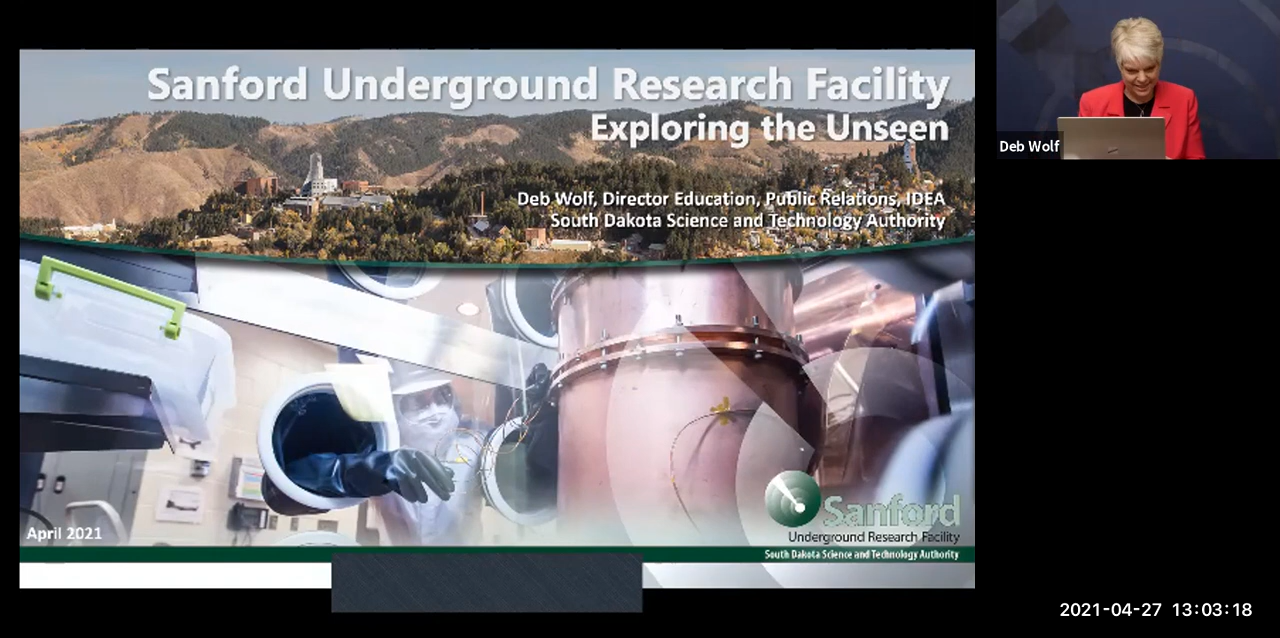 Sanford Underground Research Facility
Exploring the Unseen
Deb Wolf, Director Education, Public Relations, IDEA
South Dakota Science and Technology Authority
April 2021
Sanford
Underground Research Facility
South Dakota Science and Technology Authority
Deb Wolf
2021-04-27 13:03:18